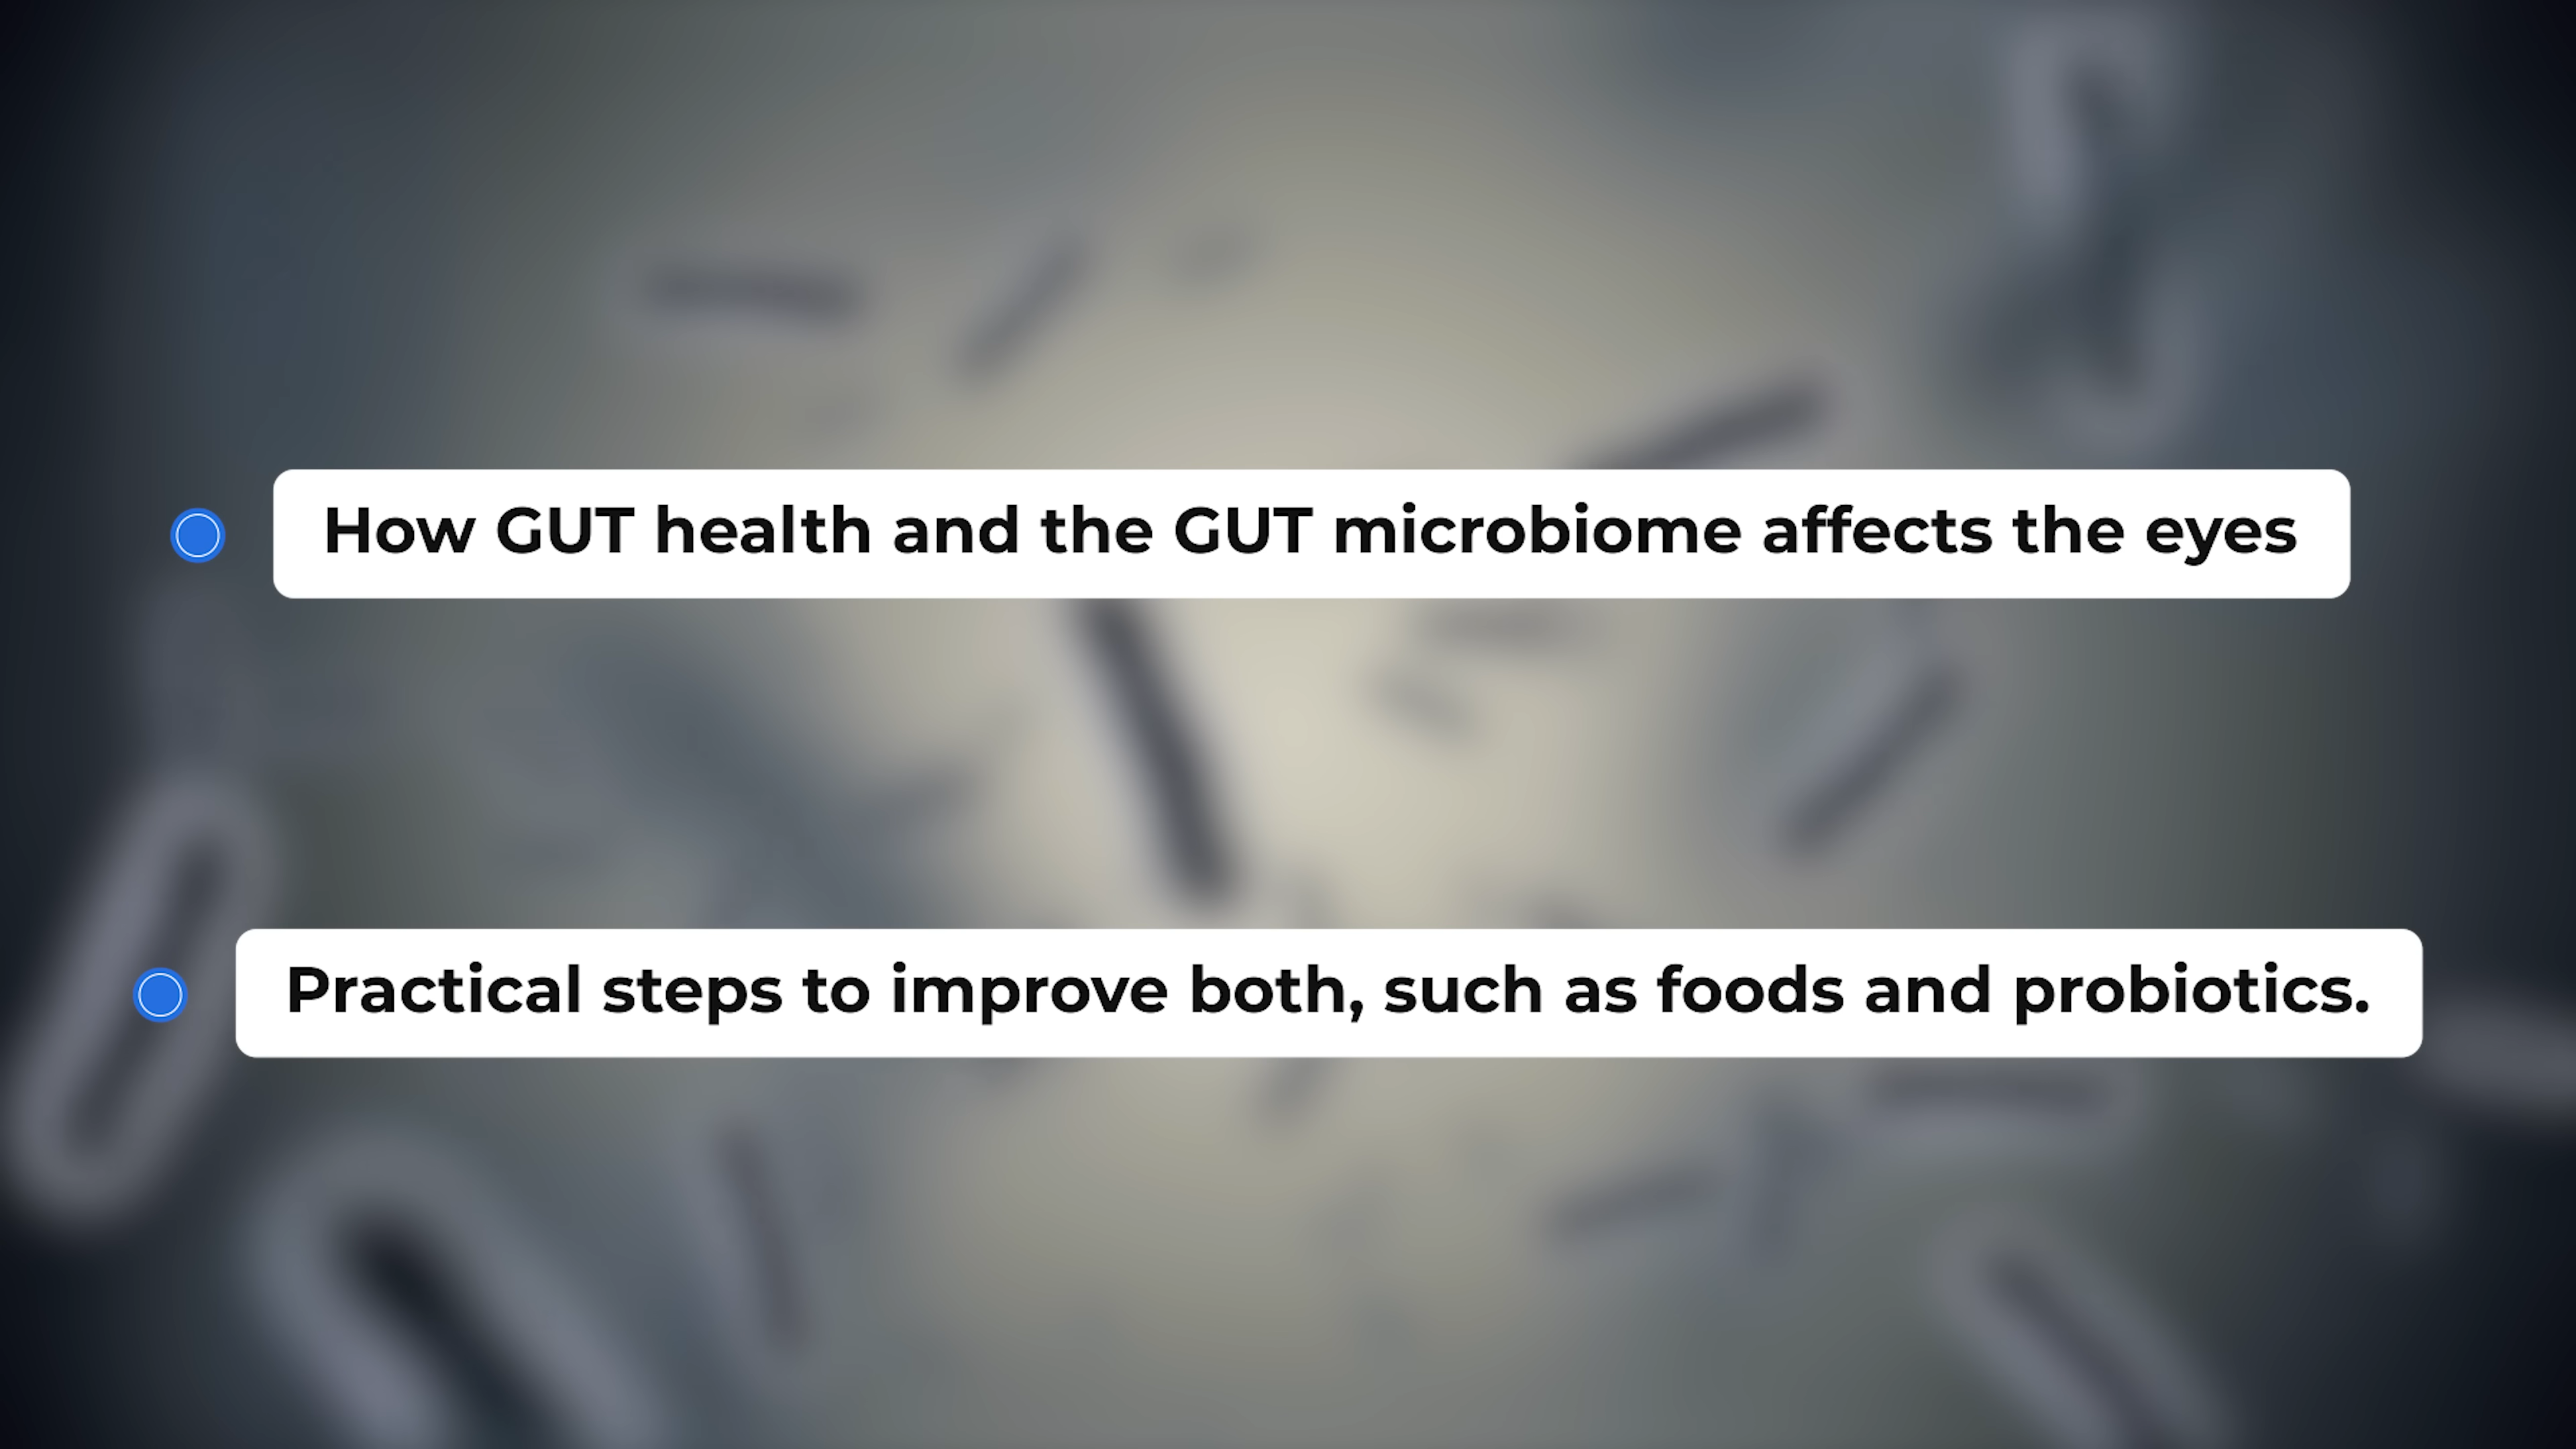 How GUT health and the GUT microbiome affects the eyes
Practical steps to improve both, such as foods and probiotics.